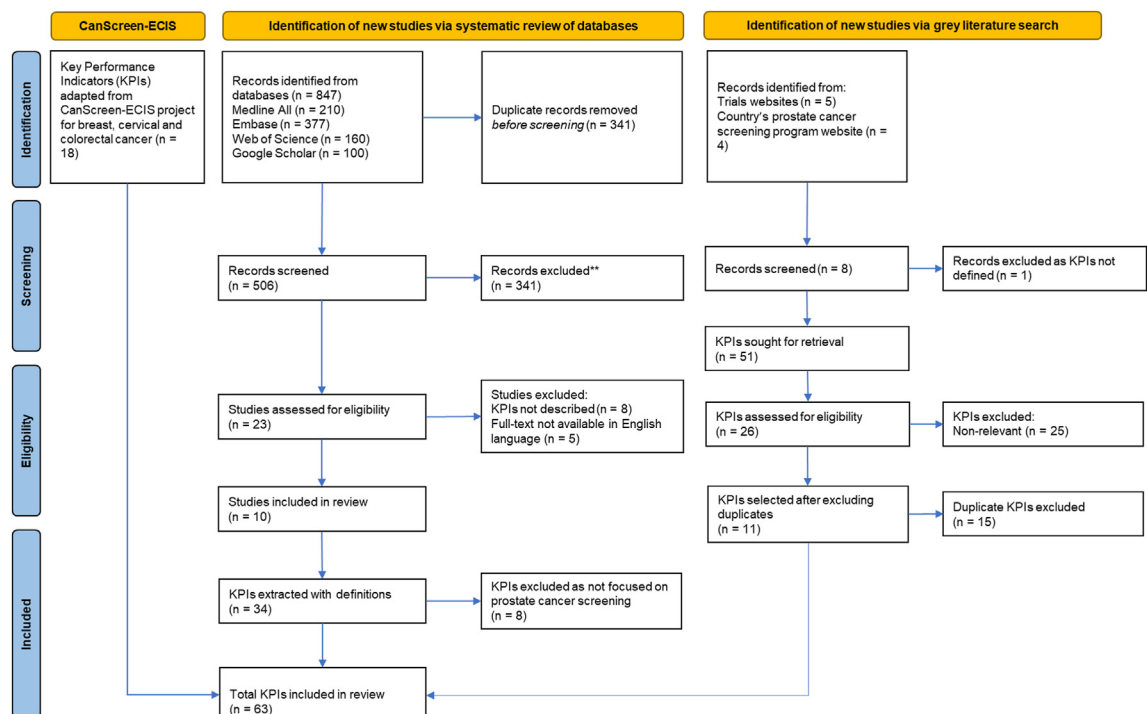 CanScreen-ECIS
Identification of new studies via systematic review of databases
Identification of new studies via grey literature search
Identification
Key Performance
Indicators (KPIs)
adapted from
CanScreen-ECIS project
for breast, cervical and
colorectal cancer (n =
18)
Records identified from
databases (n = 847)
Medline All (n = 210)
Embase (n = 377)
Web of Science (n = 160)
Google Scholar (n = 100)
Duplicate records removed
before screening (n = 341)
Records identified from:
Trials websites (n = 5)
Country's prostate cancer
screening program website (n =
4)
Screening
Records screened
(n = 506)
Records excluded**
(n = 341)
Records screened (n = 8)
Records excluded as KPIs not
defined (n = 1)
KPIs sought for retrieval
(n = 51)
Eligibility
Studies assessed for eligibility
(n = 23)
Studies excluded:
KPIs not described (n = 8)
Full-text not available in English
language (n = 5)
KPIs assessed for eligibility
(n = 26)
KPIs excluded:
Non-relevant (n = 25)
Studies included in review
(n = 10)
KPIs selected after excluding
duplicates
(n = 11)
Duplicate KPIs excluded
(n = 15)
Included
KPIs extracted with definitions
(n = 34)
KPIs excluded as not focused on
prostate cancer screening
(n = 8)
Total KPIs included in review
(n = 63)